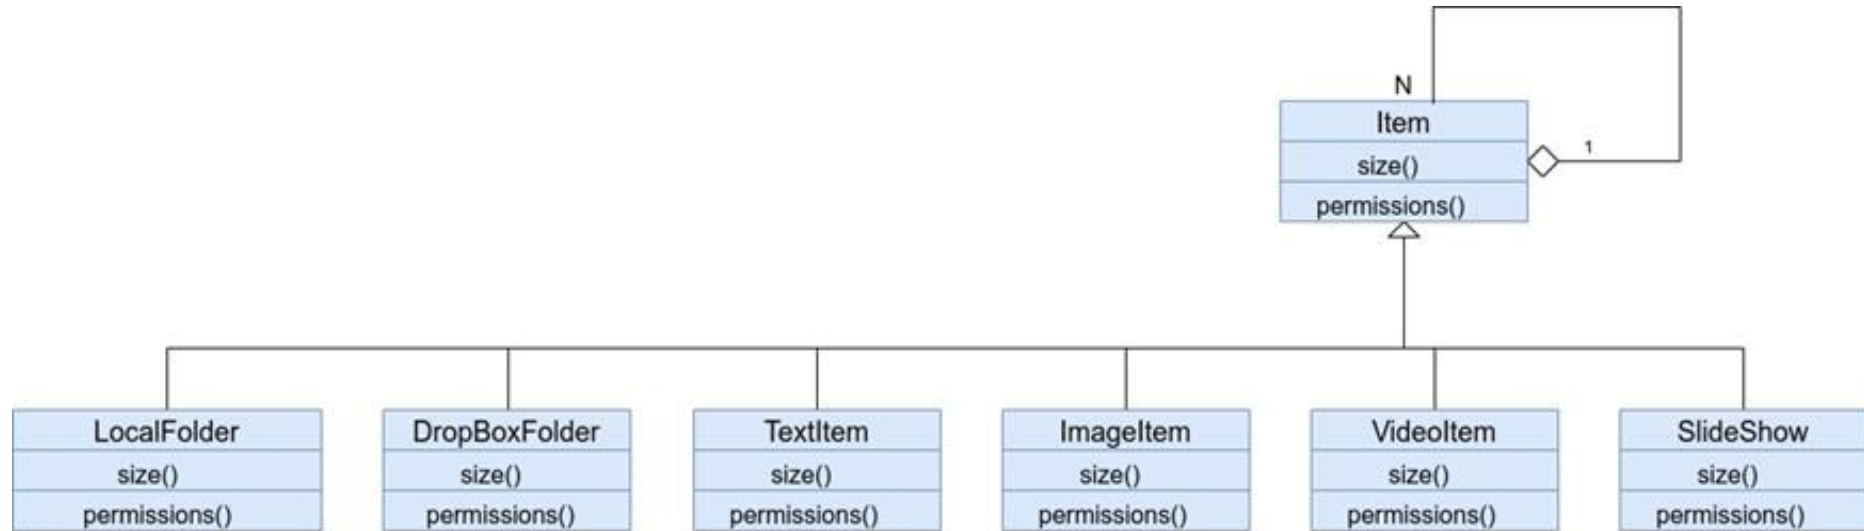 N
Item
size()
1
permissions()
LocalFolder
size()
permissions()
DropBoxFolder
size()
permissions()
TextItem
size()
permissions()
ImageItem
size()
permissions()
VideoItem
size()
permissions()
SlideShow
size()
permissions()